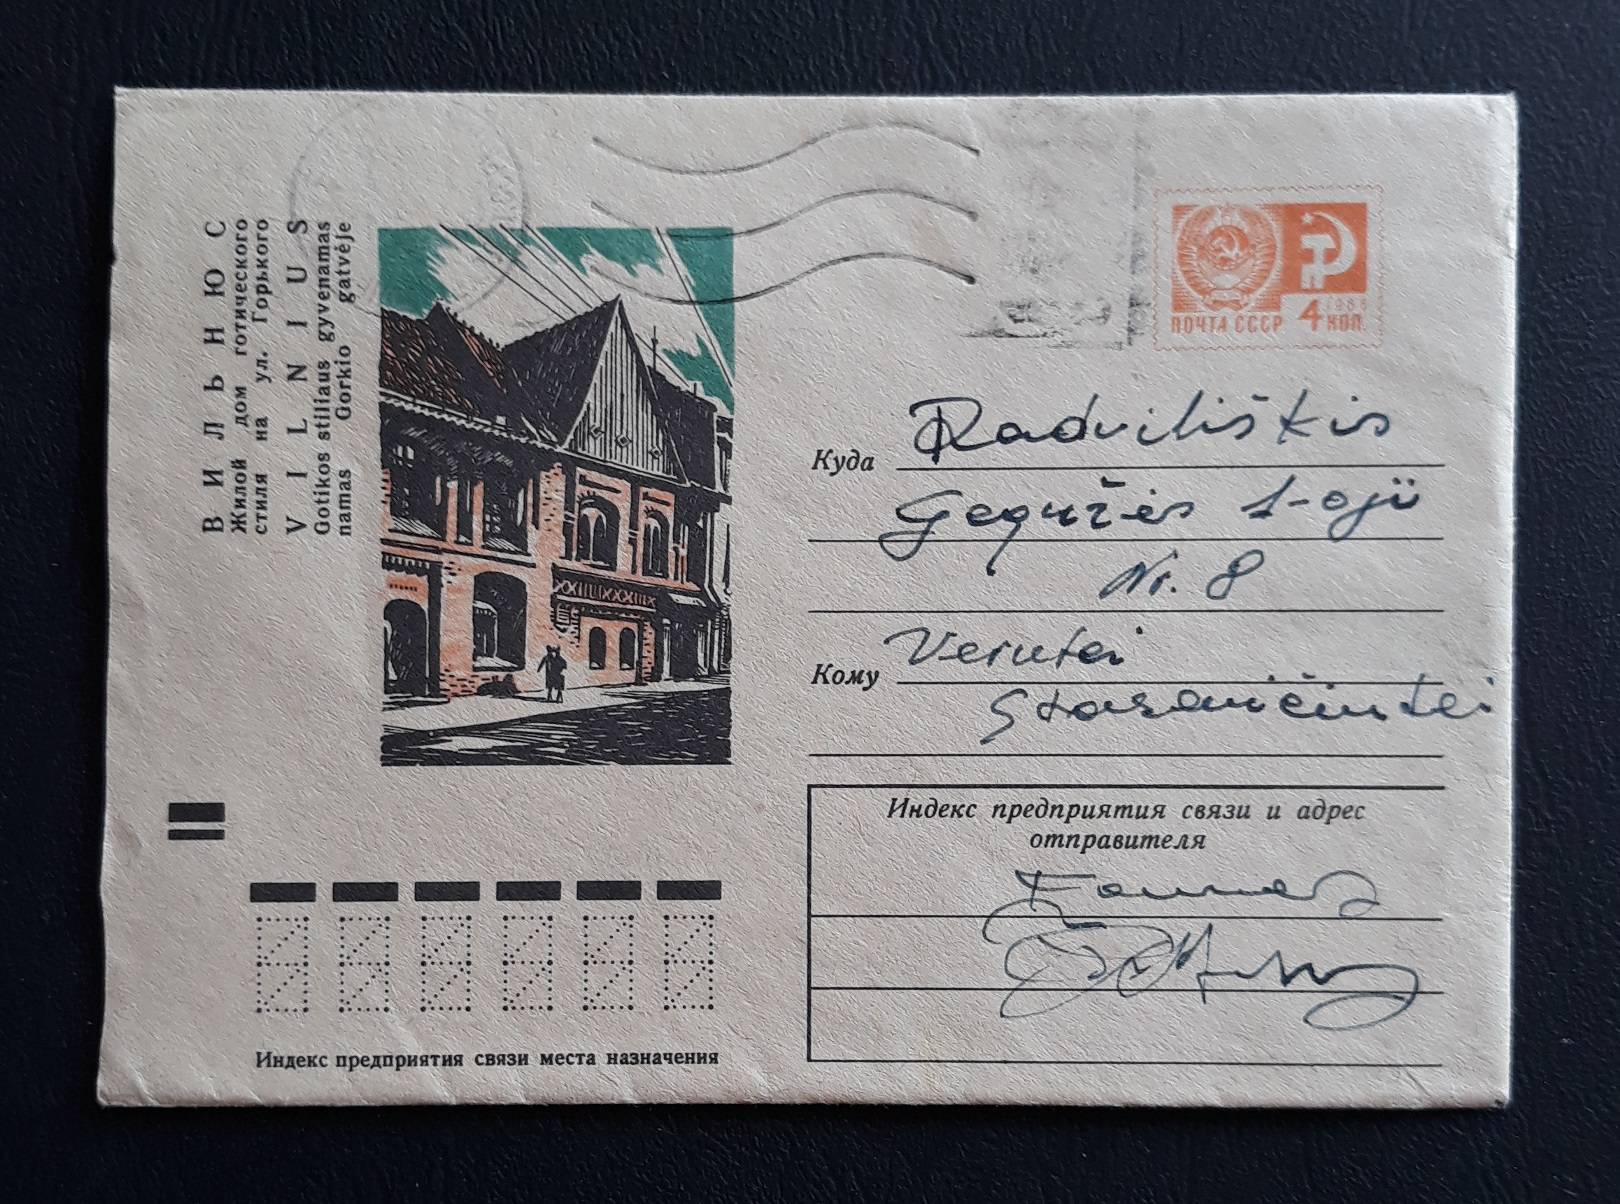 ВИЛЬНЮС
Жилой дом готического
стиля на ул. Горького
VILNIUS
Gotikos stiliaus gyvenamas
namas Gorkio gatvėje
1966
ПОЧТА СССР 4 КОП.
Куда Radviliškis
Gegužės 1-oji
Nr. 8
Кому Verutei
Индекс предприятия связи и адрес
отправителя
Индекс предприятия связи места назначения